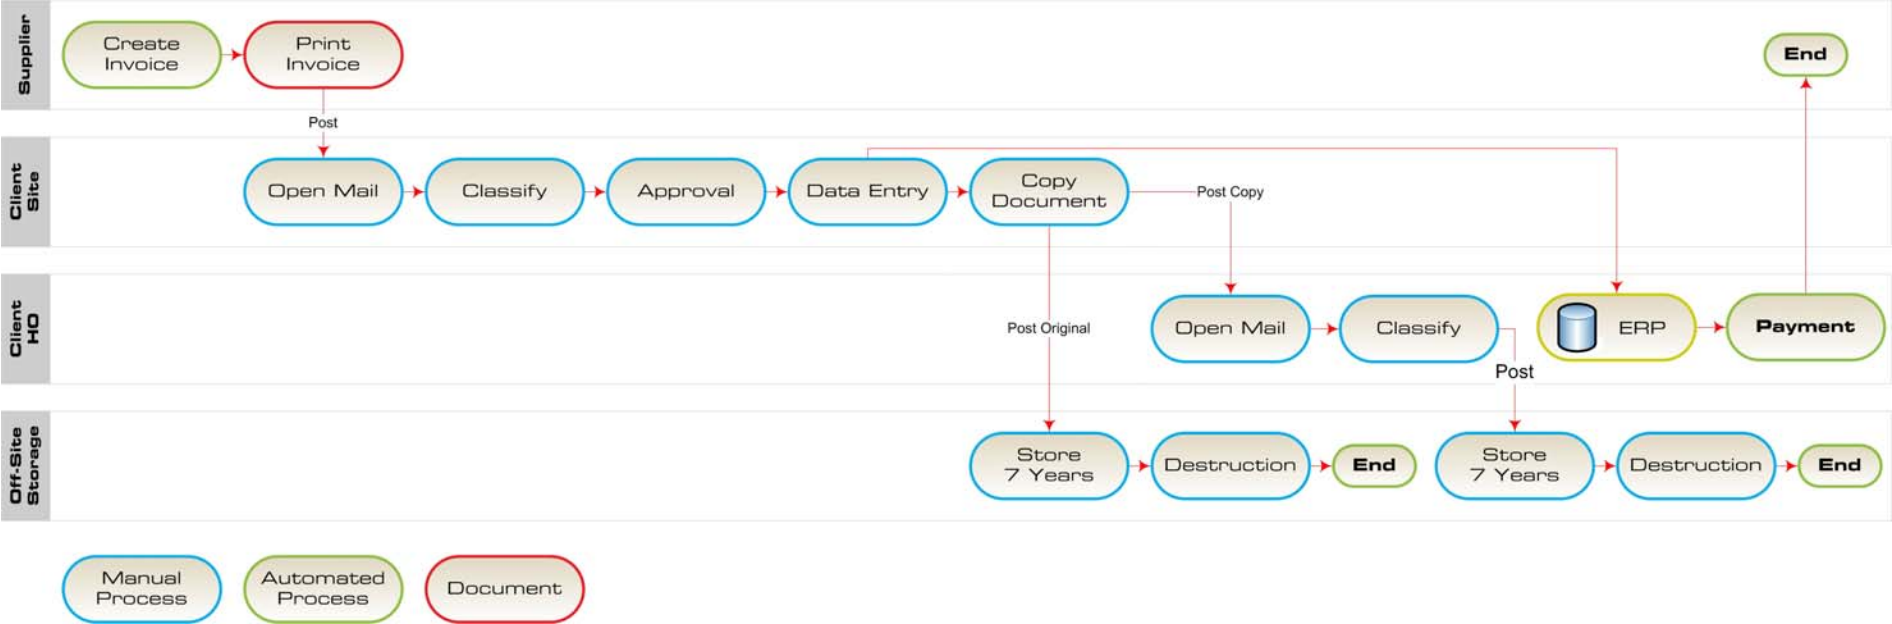 Supplier
Create
Invoice
Print
Invoice
End
Post
Client
Site
Open Mail
Classify
Approval
Data Entry
Copy
Document
Post Copy
Client
HO
Post Original
Open Mail
Classify
ERP
Payment
Post
Off-Site
Storage
Store
7 Years
Destruction
End
Store
7 Years
Destruction
End
Manual
Process
Automated
Process
Document